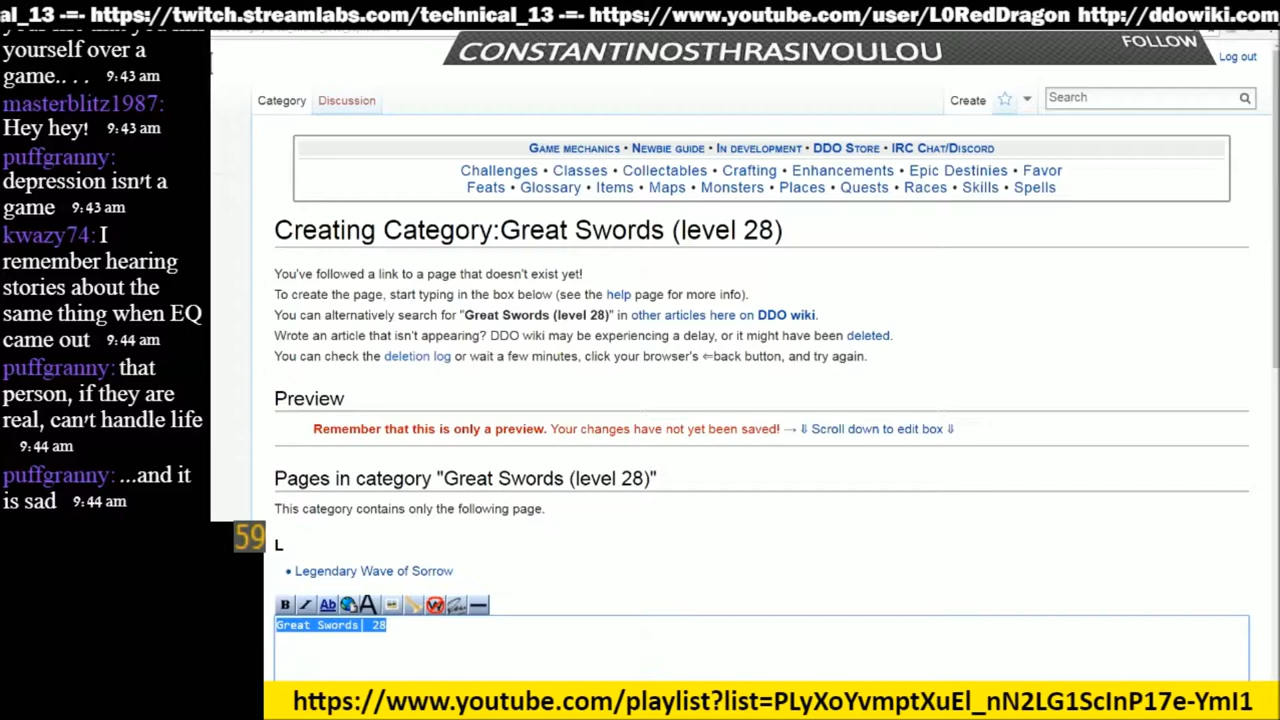 al_13 -=- https://twitch.streamlabs.com/technical_13 -=- https://www.youtube.com/user/L0RedDragon http://ddowiki.com
yourself over a
game. . . 9:43 am
masterblitz1987:
Hey hey! 9:43 am
puffgranny:
depression isn't a
game 9:43 am
kwazy74: I
remember hearing
stories about the
same thing when EQ
came out 9:44 am
puffgranny: that
person, if they are
real, can't handle life
9:44 am
puffgranny: ...and it
is sad 9:44 am
CONSTANTINOSTHRASIVOULOU
FOLLOW
Log out
Category Discussion Create Search
Game mechanics • Newbie guide • In development • DDO Store • IRC Chat/Discord
Challenges • Classes • Collectables • Crafting • Enhancements • Epic Destinies • Favor
Feats • Glossary • Items • Maps • Monsters • Places • Quests • Races • Skills • Spells
Creating Category:Great Swords (level 28)
You've followed a link to a page that doesn't exist yet!
To create the page, start typing in the box below (see the help page for more info).
You can alternatively search for "Great Swords (level 28)" in other articles here on DDO wiki.
Wrote an article that isn't appearing? DDO wiki may be experiencing a delay, or it might have been deleted.
You can check the deletion log or wait a few minutes, click your browser's ⇐back button, and try again.
Preview
Remember that this is only a preview. Your changes have not yet been saved! → ⇓ Scroll down to edit box ⇓
Pages in category "Great Swords (level 28)"
This category contains only the following page.
59
L
• Legendary Wave of Sorrow
B I Ab A W
Great Swords| 28
https://www.youtube.com/playlist?list=PLyXoYvmptXuEl_nN2LG1ScInP17e-YmI1